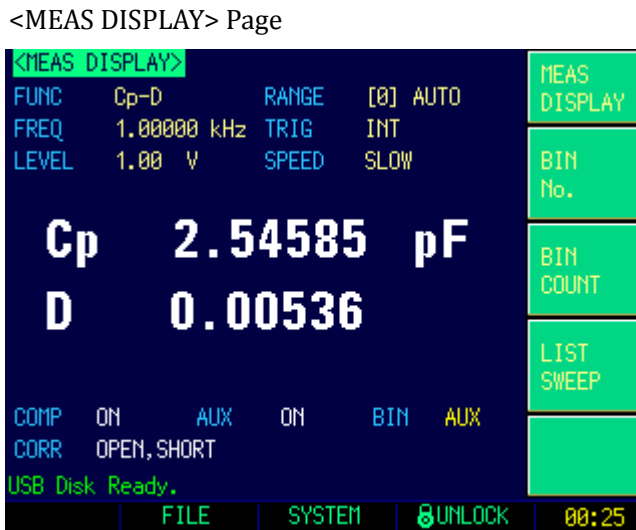 <MEAS DISPLAY> Page
<MEAS DISPLAY>
FUNC Cp-D RANGE [0] AUTO
FREQ 1.00000 kHz TRIG INT
LEVEL 1.00 V SPEED SLOW
Cp 2.54585 pF
D 0.00536
COMP ON AUX ON BIN AUX
CORR OPEN,SHORT
USB Disk Ready.
MEAS
DISPLAY
BIN
No.
BIN
COUNT
LIST
SWEEP
FILE SYSTEM UNLOCK 00:25